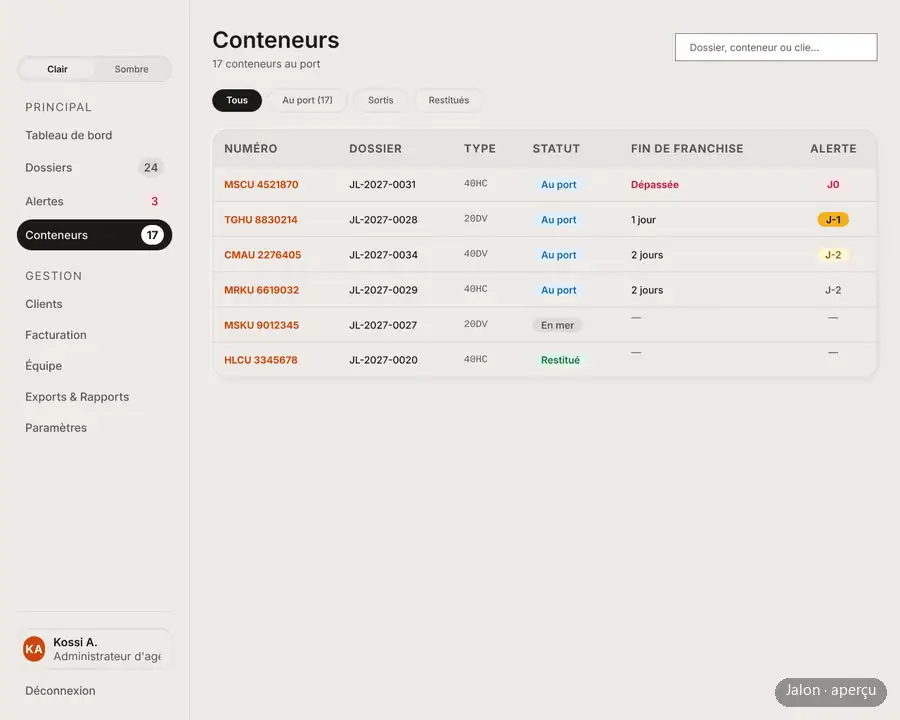 Clair Sombre
PRINCIPAL
Tableau de bord
Dossiers 24
Alertes 3
Conteneurs 17
GESTION
Clients
Facturation
Équipe
Exports & Rapports
Paramètres
KA Kossi A.
Administrateur d'agé
Déconnexion
Conteneurs
17 conteneurs au port
Dossier, conteneur ou clie...
Tous Au port (17) Sortis Restitués
NUMÉRO DOSSIER TYPE STATUT FIN DE FRANCHISE ALERTE
MSCU 4521870 JL-2027-0031 40HC Au port Dépassée J0
TGHU 8830214 JL-2027-0028 20DV Au port 1 jour J-1
CMAU 2276405 JL-2027-0034 40DV Au port 2 jours J-2
MRKU 6619032 JL-2027-0029 40HC Au port 2 jours J-2
MSKU 9012345 JL-2027-0027 20DV En mer — —
HLCU 3345678 JL-2027-0020 40HC Restitué — —
Jalon · aperçu